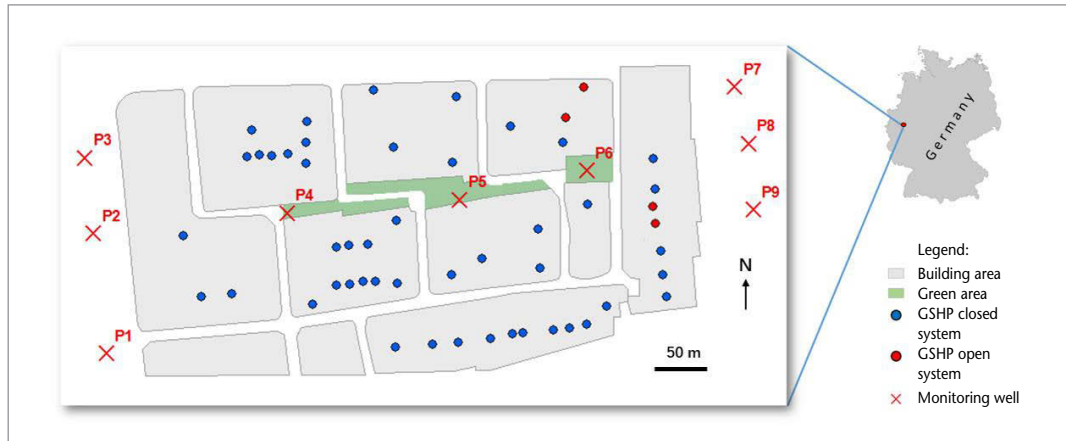 P7
P8
P3
P6
P5
P4
P9
P2
P1
N
50 m
Germany
Legend:
Building area
Green area
GSHP closed
system
GSHP open
system
Monitoring well